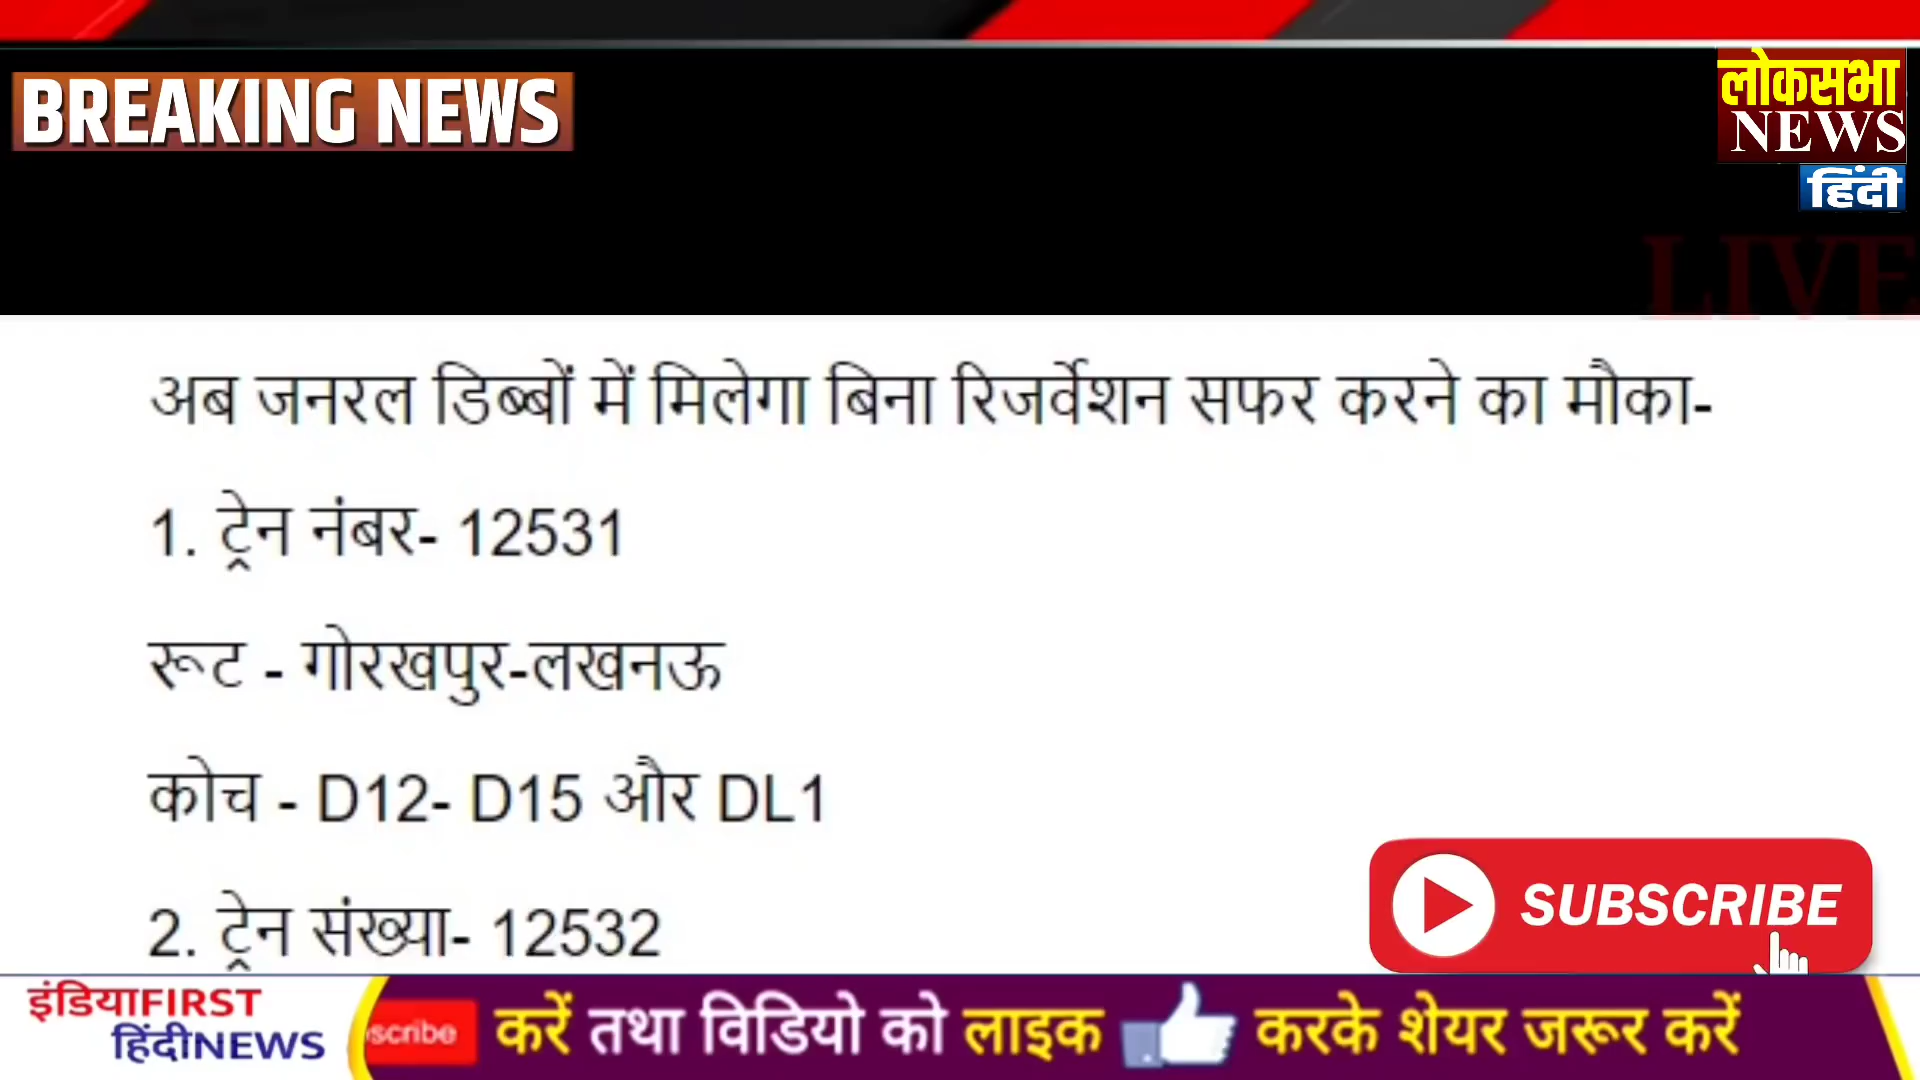 BREAKING NEWS
लोकसभा
NEWS
हिंदी
LIVE
अब जनरल डिब्बों में मिलेगा बिना रिजर्वेशन सफर करने का मौका-
1. ट्रेन नंबर- 12531
रूट - गोरखपुर-लखनऊ
कोच - D12- D15 और DL1
2. ट्रेन संख्या- 12532
SUBSCRIBE
इंडियाFIRST
हिंदीNEWS
scribe करें तथा विडियो को लाइक करके शेयर जरूर करें